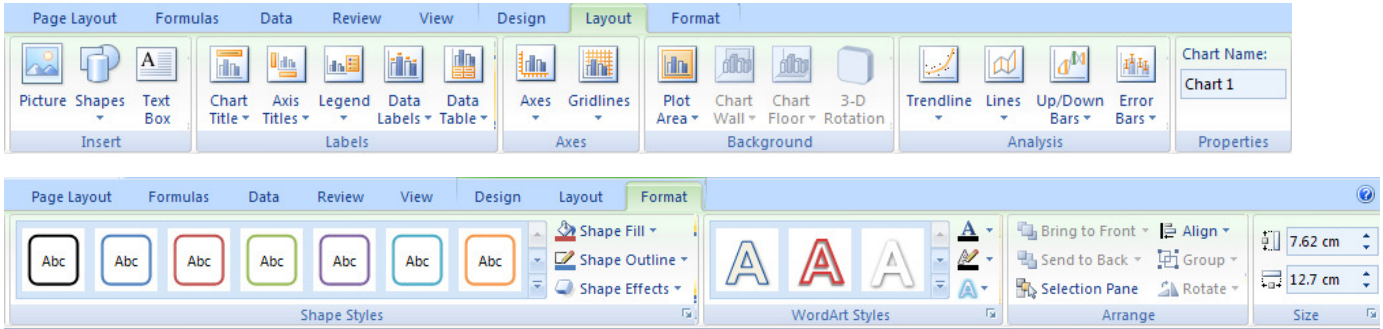 Page Layout Formulas Data Review View Design Layout Format
Picture Shapes Text Box Chart Title Axis Titles Legend Data Labels Data Table Axes Gridlines Plot Area Chart Wall Chart Floor 3-D Rotation Trendline Lines Up/Down Bars Error Bars
Chart Name:
Chart 1
Insert Labels Axes Background Analysis Properties
Page Layout Formulas Data Review View Design Layout Format
Abc Abc Abc Abc Abc Abc Abc
Shape Fill
Shape Outline
Shape Effects
A A A
A
A
Bring to Front Align
Send to Back Group
Selection Pane Rotate
7.62 cm
12.7 cm
Shape Styles WordArt Styles Arrange Size